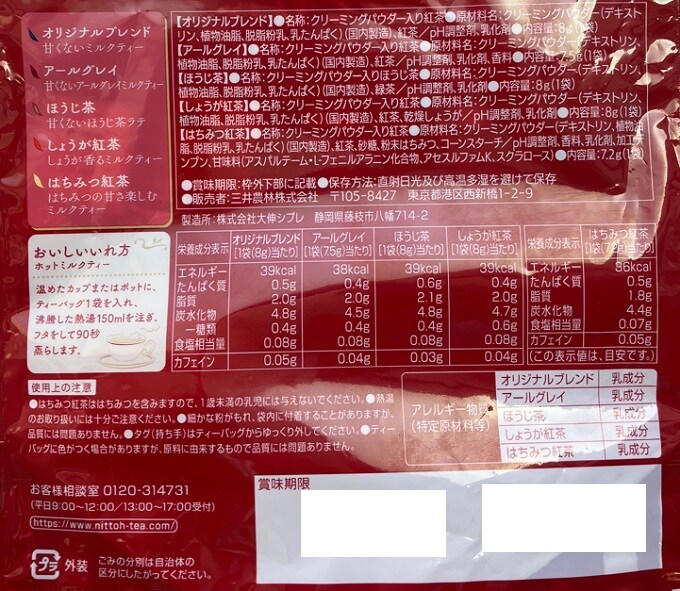 オリジナルブレンド
甘くないミルクティー
アールグレイ
甘くないアールグレイミルクティー
ほうじ茶
甘くないほうじ茶ラテ
しょうが紅茶
しょうが香るミルクティー
はちみつ紅茶
はちみつの甘さ楽しむ
ミルクティー
【オリジナルブレンド】●名称:クリーミングパウダー入り紅茶●原材料名:クリーミングパウダー(デキスト
リン、植物油脂、脱脂粉乳、乳たんぱく)(国内製造)、紅茶/pH調整剤、乳化剤●内容量:8g(1袋)
【アールグレイ】●名称:クリーミングパウダー入り紅茶●原材料名:クリーミングパウダー(デキストリン、
植物油脂、脱脂粉乳、乳たんぱく)(国内製造)、紅茶/pH調整剤、乳化剤、香料●内容量:7.5g(1袋)
【ほうじ茶】●名称:クリーミングパウダー入りほうじ茶●原材料名:クリーミングパウダー(デキストリン、
植物油脂、脱脂粉乳、乳たんぱく)(国内製造)、緑茶/pH調整剤、乳化剤●内容量:8g(1袋)
【しょうが紅茶】●名称:クリーミングパウダー入り紅茶●原材料名:クリーミングパウダー(デキストリン、
植物油脂、脱脂粉乳、乳たんぱく)(国内製造)、紅茶、乾燥しょうが/pH調整剤、乳化剤●内容量:8g(1袋)
【はちみつ紅茶】●名称:クリーミングパウダー入り紅茶●原材料名:クリーミングパウダー(デキストリン、植物油
脂、脱脂粉乳、乳たんぱく)(国内製造)、紅茶、砂糖、粉末はちみつ、コーンスターチ/pH調整剤、香料、乳化剤、加工デ
ンプン、甘味料(アスパルテーム・L-フェニルアラニン化合物、アセスルファムK、スクラロース)●内容量:7.2g(1袋)
●賞味期限:枠外下部に記載●保存方法:直射日光及び高温多湿を避けて保存
●販売者:三井農林株式会社 〒105-8427 東京都港区西新橋1-2-9
製造所:株式会社大伸シプレ 静岡県藤枝市八幡714-2
おいしいいれ方
ホットミルクティー
温めたカップまたはポットに、
ティーバッグ1袋を入れ、
沸騰した熱湯150mlを注ぎ、
フタをして90秒
蒸らします。
栄養成分表示 オリジナルブレンド[1袋(8g)当たり] アールグレイ[1袋(7.5g)当たり] ほうじ茶[1袋(8g)当たり] しょうが紅茶[1袋(8g)当たり]
エネルギー 39kcal 38kcal 39kcal 39kcal
たんぱく質 0.5g 0.4g 0.6g 0.4g
脂質 2.0g 2.0g 2.1g 2.0g
炭水化物 4.8g 4.5g 4.8g 4.7g
-糖類 0.4g 0.4g 0.4g 0.6g
食塩相当量 0.08g 0.08g 0.08g 0.08g
カフェイン 0.05g 0.04g 0.03g 0.04g
栄養成分表示 はちみつ紅茶[1袋(7.2g)当たり]
エネルギー 36kcal
たんぱく質 0.5g
脂質 1.8g
炭水化物 4.4g
食塩相当量 0.07g
カフェイン 0.05g
(この表示値は、目安です。)
使用上の注意
●はちみつ紅茶ははちみつを含みますので、1歳未満の乳児には与えないでください。●熱湯
のお取り扱いには十分ご注意ください。●細かな粉がもれ、袋内に付着することがありますが、
品質には問題ありません。●タグ(持ち手)はティーバッグからゆっくり外してください。●ティー
バッグに色がつく場合がありますが、原料に由来するもので品質には問題ありません。
アレルギー物質
(特定原材料等)
オリジナルブレンド 乳成分
アールグレイ 乳成分
ほうじ茶 乳成分
しょうが紅茶 乳成分
はちみつ紅茶 乳成分
お客様相談室 0120-314731
(平日9:00~12:00/13:00~17:00受付)
https://www.nittoh-tea.com/
賞味期限
プラ 外装 ごみの分別は自治体の
区分にしたがってください。